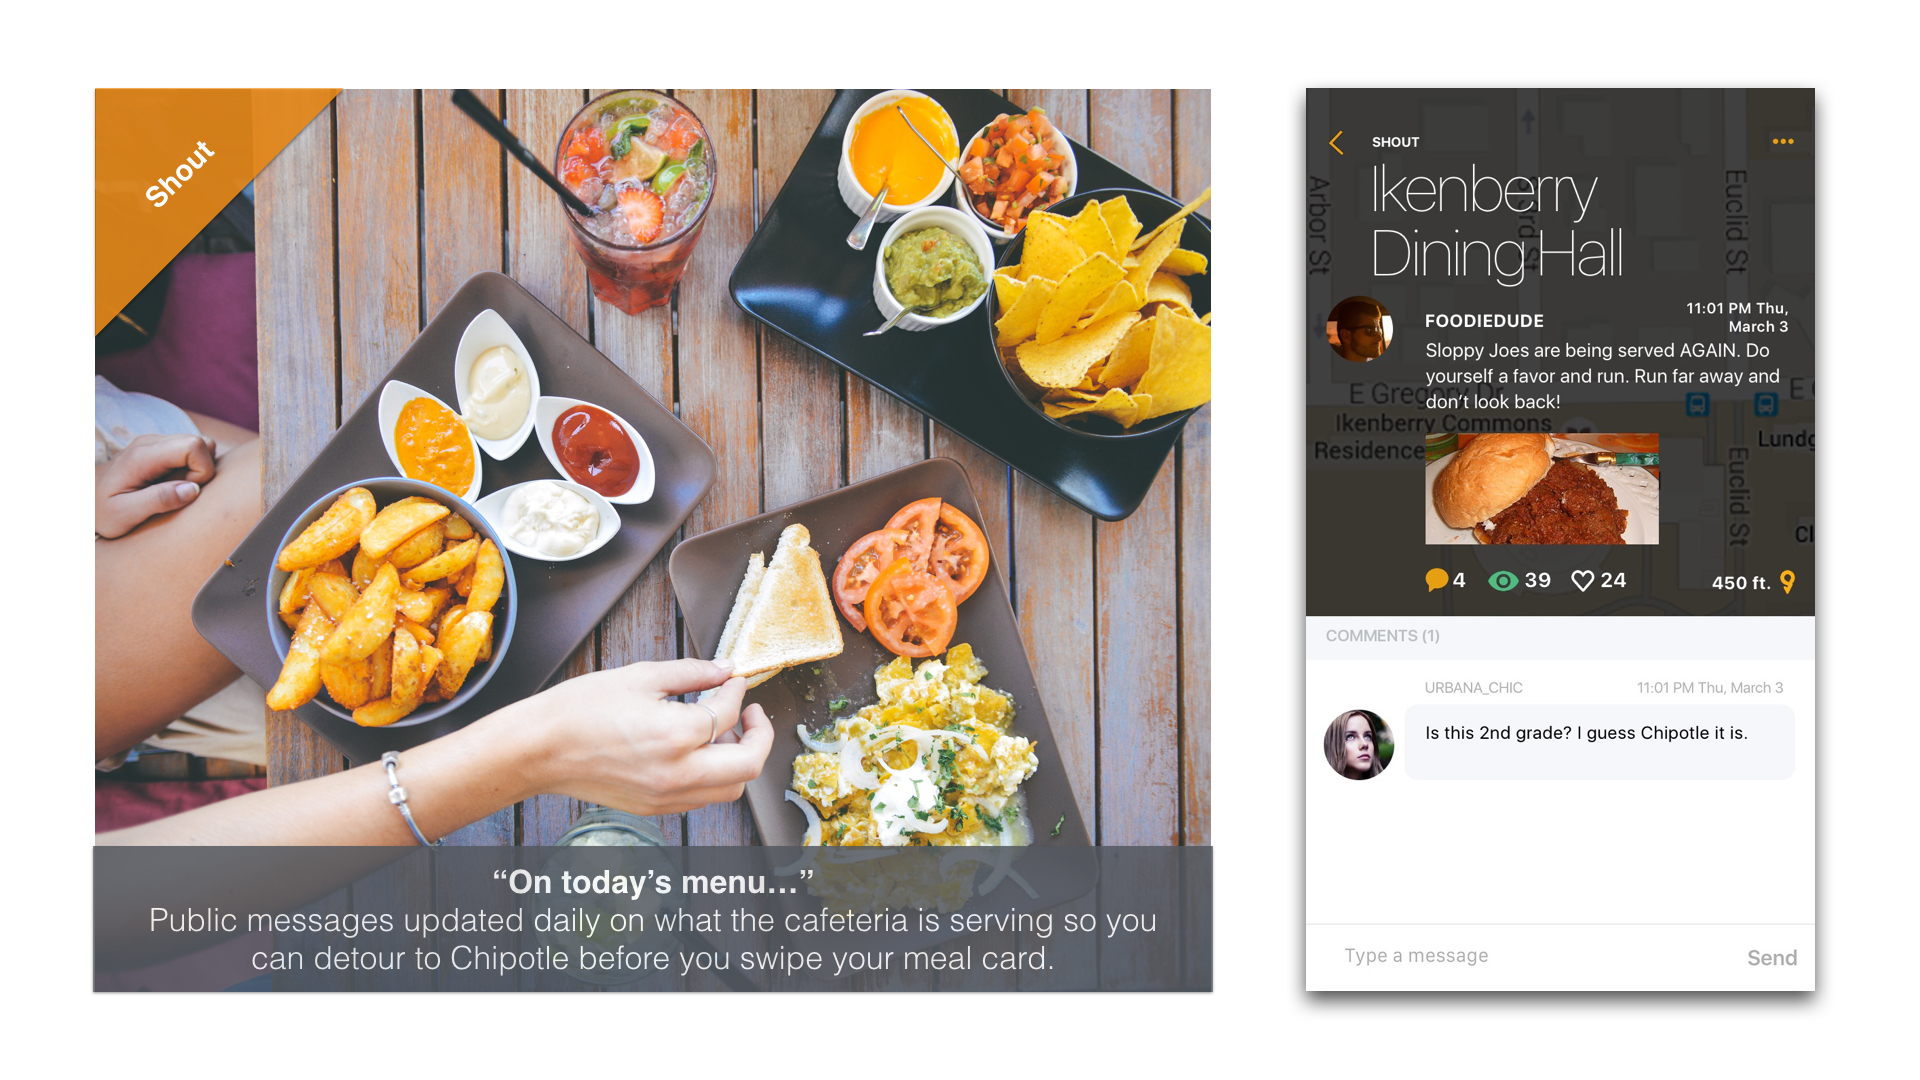 Shout
“On today’s menu...”
Public messages updated daily on what the cafeteria is serving so you
can detour to Chipotle before you swipe your meal card.
SHOUT
Ikenberry
Dining Hall
FOODIEDUDE
11:01 PM Thu,
March 3
Sloppy Joes are being served AGAIN. Do
yourself a favor and run. Run far away and
don’t look back!
Arbor St
Euclid St
E Gregory Dr
Ikenberry Commons
Residence
Euclid St
4
39
24
450 ft.
COMMENTS (1)
URBANA_CHIC
11:01 PM Thu, March 3
Is this 2nd grade? I guess Chipotle it is.
Type a message
Send